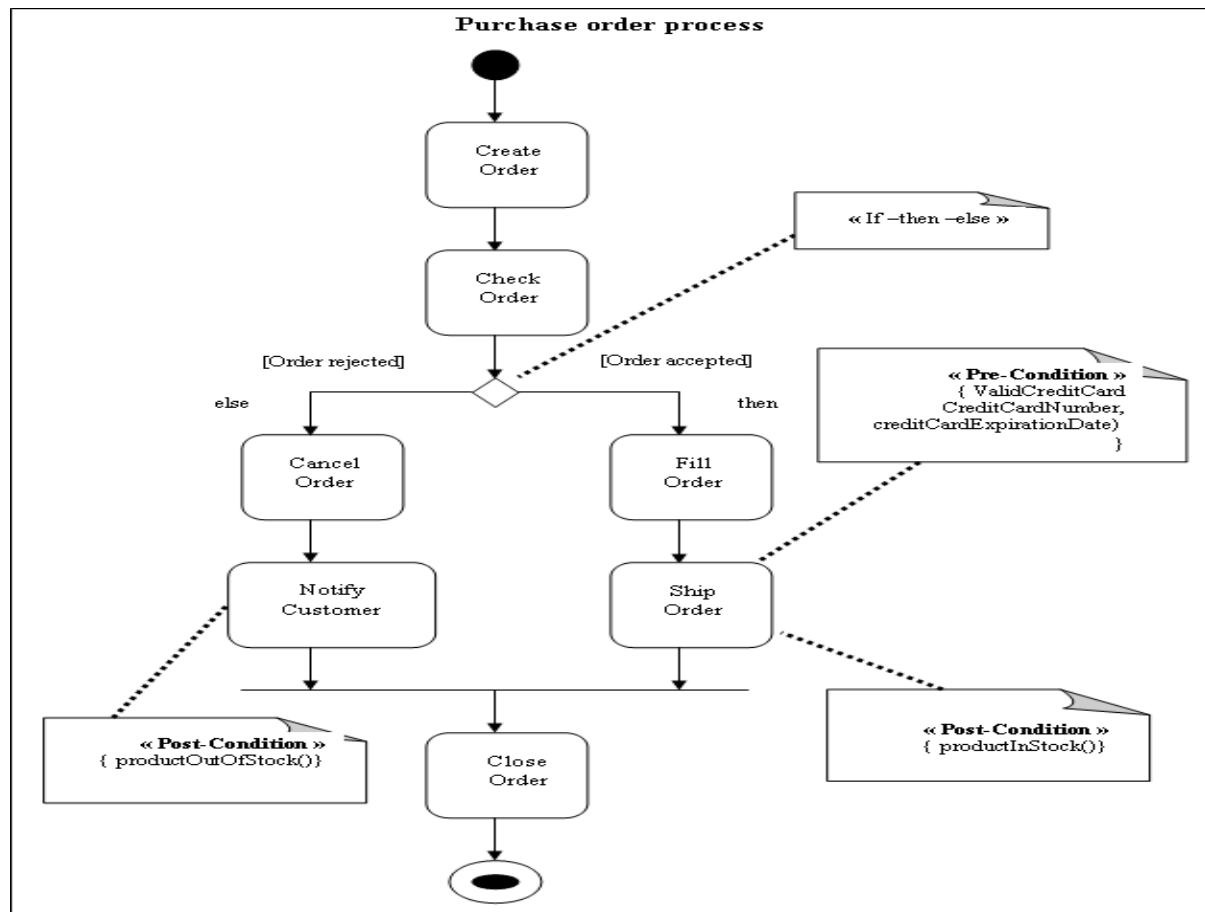 Purchase order process
Create
Order
« If –then –else »
Check
Order
[Order rejected]
[Order accepted]
else
then
« Pre-Condition »
{ ValidCreditCard
CreditCardNumber,
creditCardExpirationDate)
}
Cancel
Order
Fill
Order
Notify
Customer
Ship
Order
« Post-Condition »
{ productOutOfStock()}
« Post-Condition »
{ productInStock()}
Close
Order